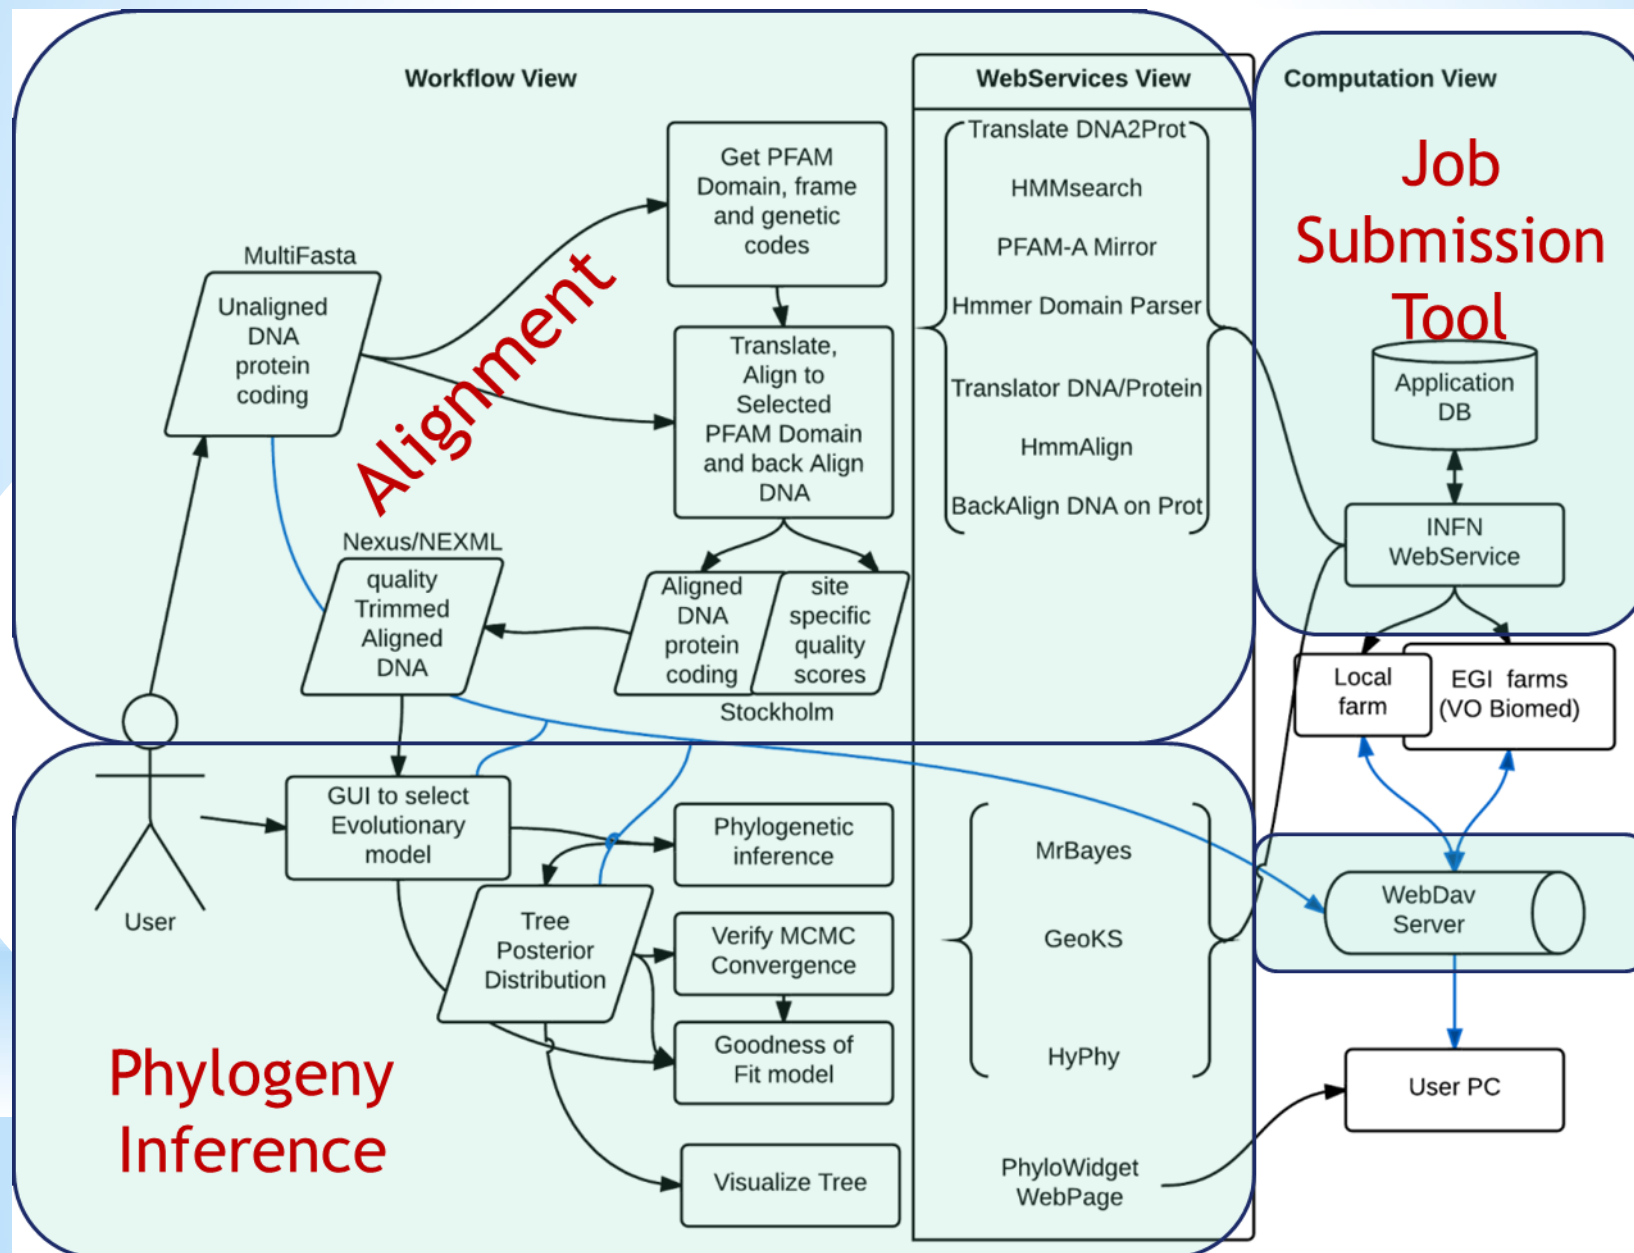 Workflow View
WebServices View
Computation View
Get PFAM
Domain, frame
and genetic
codes
MultiFasta
Unaligned
DNA
protein
coding
Alignment
Translate,
Align to
Selected
PFAM Domain
and back Align
DNA
Nexus/NEXML
quality
Trimmed
Aligned
DNA
Aligned
DNA
protein
coding
site
specific
quality
scores
Stockholm
Translate DNA2Prot
HMMsearch
PFAM-A Mirror
Hmmer Domain Parser
Translator DNA/Protein
HmmAlign
BackAlign DNA on Prot
Job
Submission
Tool
Application
DB
INFN
WebService
Local
farm
EGI farms
(VO Biomed)
User
GUI to select
Evolutionary
model
Phylogenetic
inference
Tree
Posterior
Distribution
Verify MCMC
Convergence
Goodness of
Fit model
Visualize Tree
Phylogeny
Inference
MrBayes
GeoKS
HyPhy
PhyloWidget
WebPage
WebDav
Server
User PC